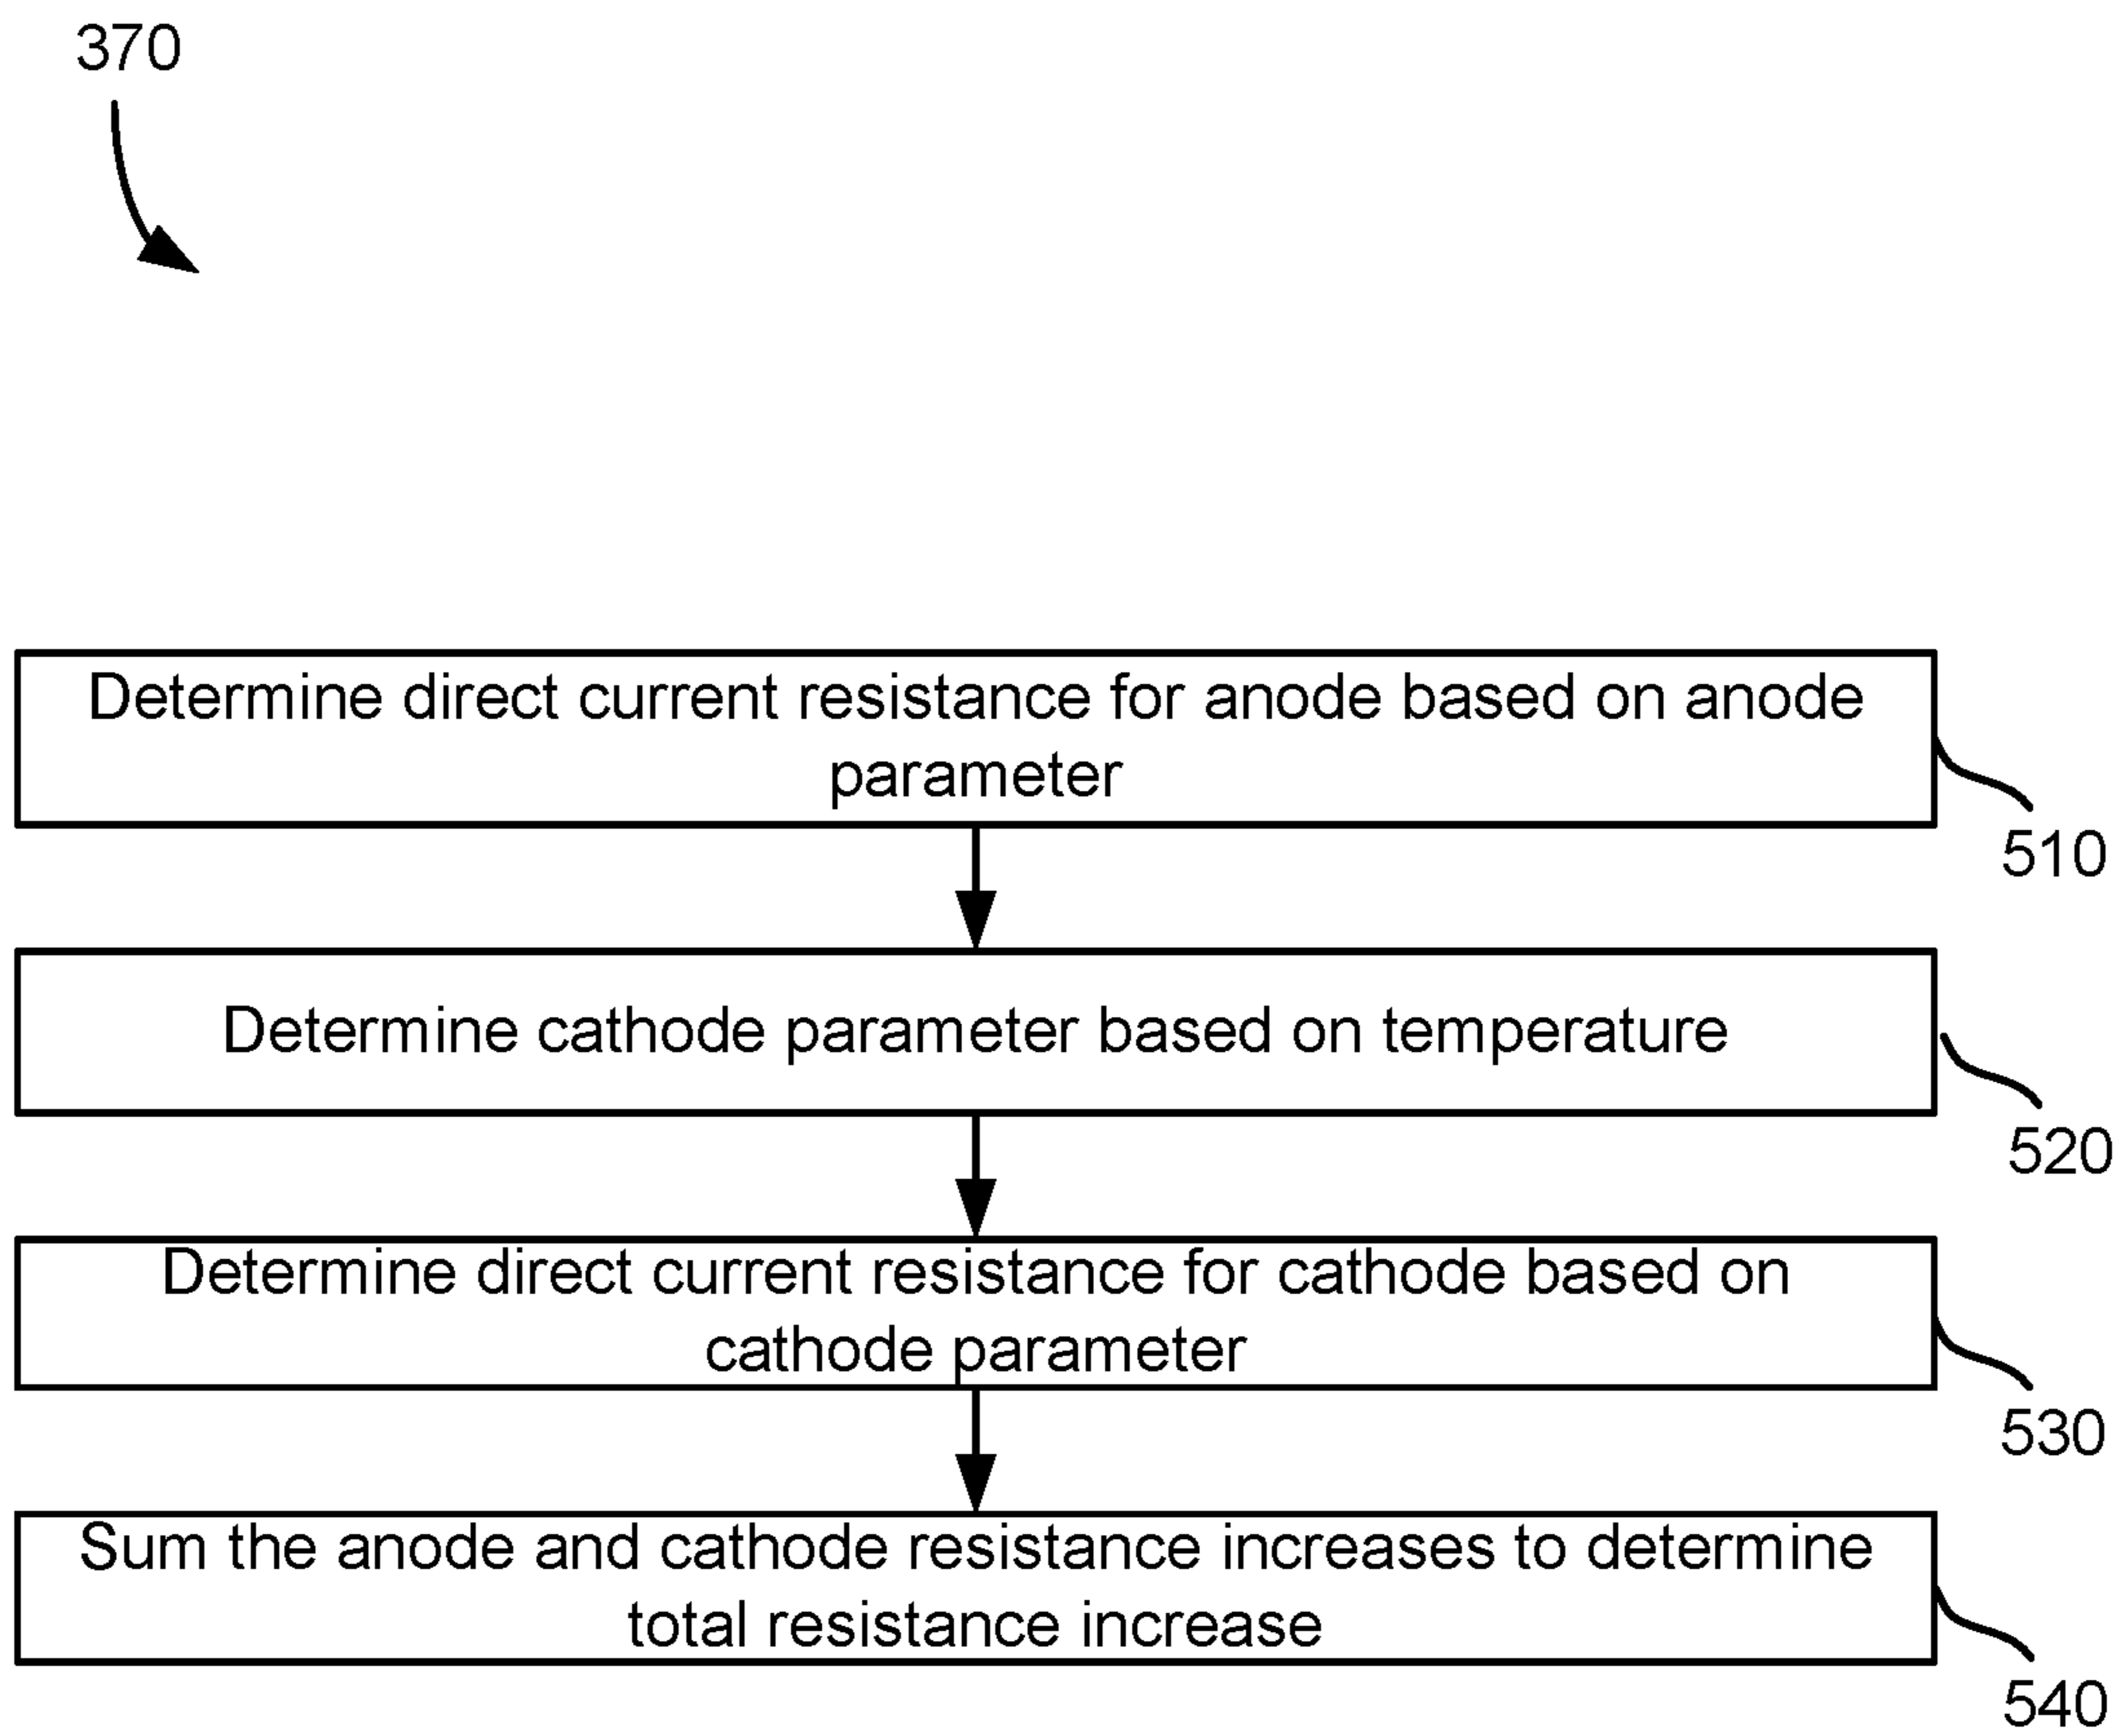 370
Determine direct current resistance for anode based on anode
parameter
510
Determine cathode parameter based on temperature
520
Determine direct current resistance for cathode based on
cathode parameter
530
Sum the anode and cathode resistance increases to determine
total resistance increase
540